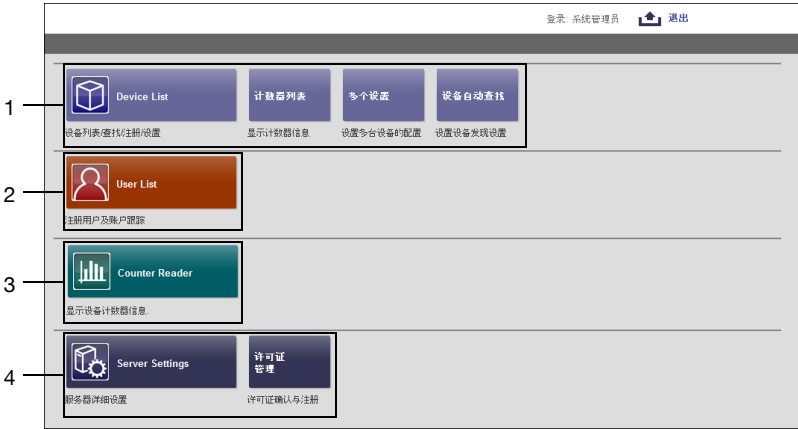 登录: 系统管理员 退出
1
Device List 计数器列表 多个设置 设备自动查找
设备列表/查找/注册/设置 显示计数器信息. 设置多台设备的配置 设置设备发现设置
2
User List
注册用户及账户跟踪
3
Counter Reader
显示设备计数器信息.
4
Server Settings 许可证
管理
服务器详细设置 许可证确认与注册